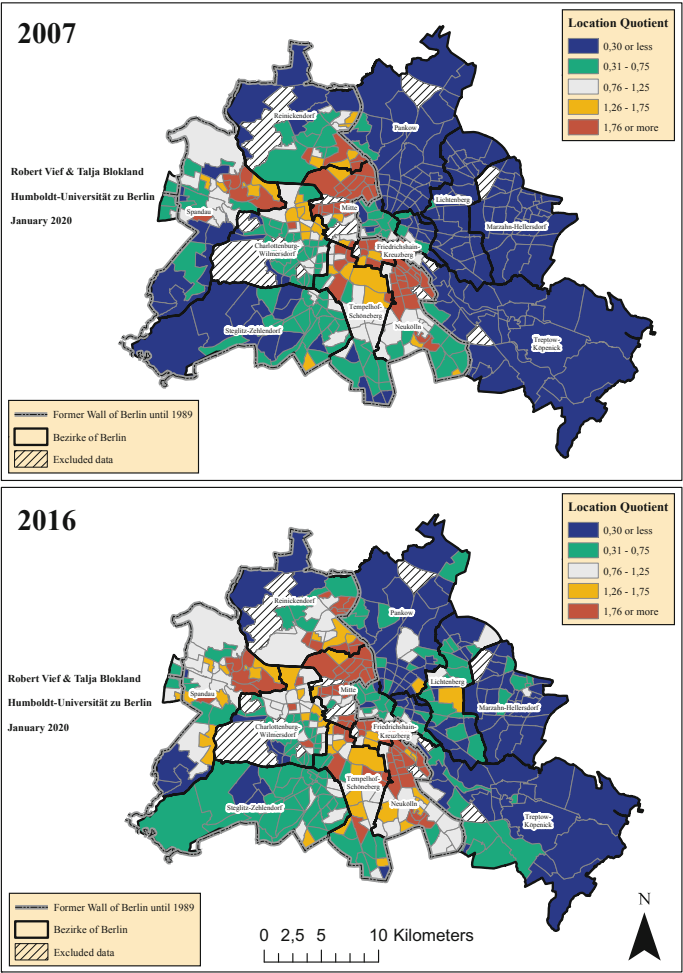 2007
Location Quotient
0,30 or less
0,31 - 0,75
0,76 - 1,25
1,26 - 1,75
1,76 or more
Reinickendorf
Pankow
Robert Vief & Talja Blokland
Humboldt-Universität zu Berlin
January 2020
Spandau
Mitte
Lichtenberg
Marzahn-Hellersdorf
Charlottenburg-
Wilmersdorf
Friedrichshain-
Kreuzberg
Tempelhof-
Schöneberg
Neukölln
Steglitz-Zehlendorf
Treptow-
Köpenick
Former Wall of Berlin until 1989
Bezirke of Berlin
Excluded data
2016
Location Quotient
0,30 or less
0,31 - 0,75
0,76 - 1,25
1,26 - 1,75
1,76 or more
Reinickendorf
Pankow
Robert Vief & Talja Blokland
Humboldt-Universität zu Berlin
January 2020
Spandau
Mitte
Lichtenberg
Marzahn-Hellersdorf
Charlottenburg-
Wilmersdorf
Friedrichshain-
Kreuzberg
Tempelhof-
Schöneberg
Neukölln
Steglitz-Zehlendorf
Treptow-
Köpenick
Former Wall of Berlin until 1989
Bezirke of Berlin
Excluded data
0 2,5 5 10 Kilometers
N